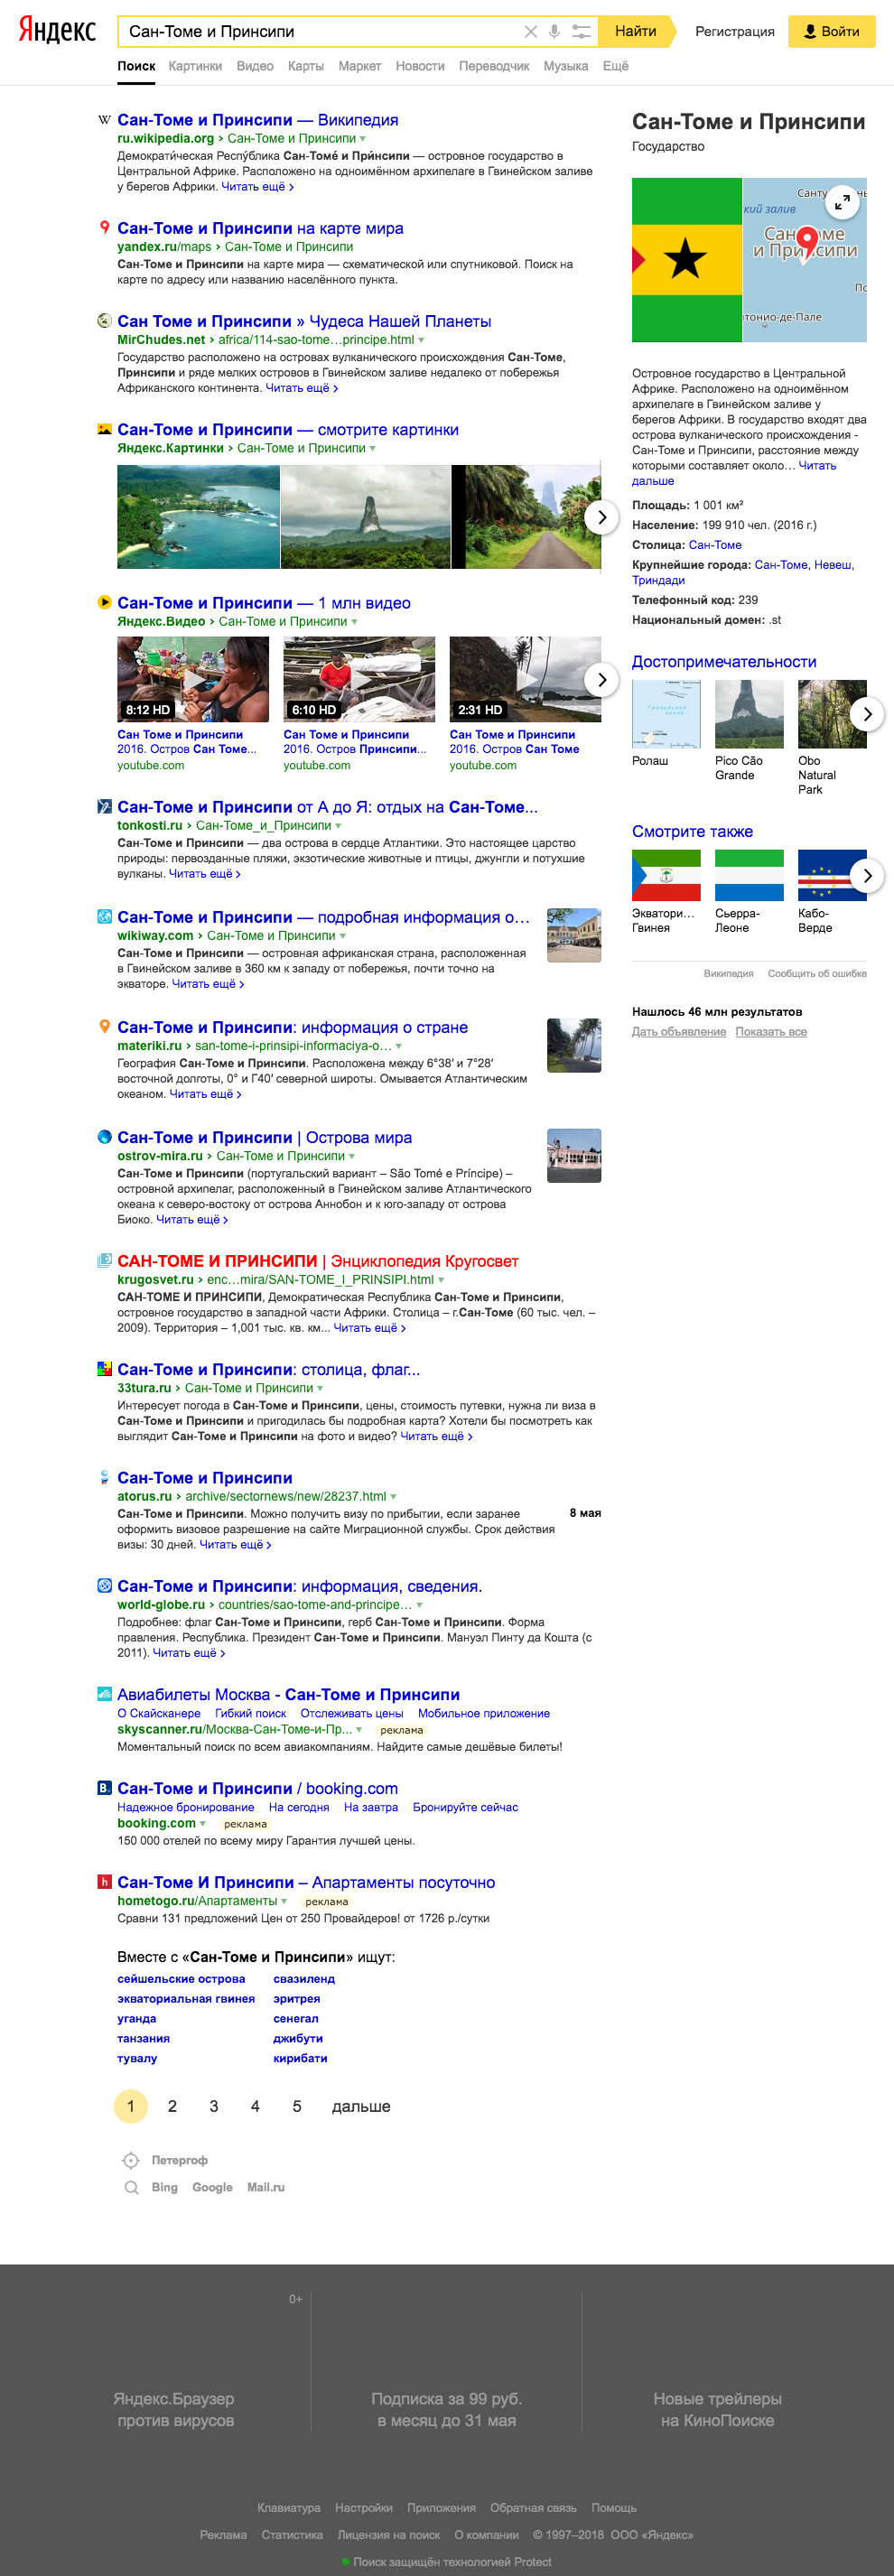 Яндекс
Сан-Томе и Принсипи
Найти
Регистрация
Войти
Поиск Картинки Видео Карты Маркет Новости Переводчик Музыка Ещё
Сан-Томе и Принсипи — Википедия
ru.wikipedia.org › Сан-Томе и Принсипи
Демократи́ческая Респу́блика Сан-Томе́ и При́нсипи — островное государство в
Центральной Африке. Расположено на одноимённом архипелаге в Гвинейском заливе
у берегов Африки. Читать ещё ›
Сан-Томе и Принсипи на карте мира
yandex.ru/maps › Сан-Томе и Принсипи
Сан-Томе и Принсипи на карте мира — схематической или спутниковой. Поиск на
карте по адресу или названию населённого пункта.
Сан Томе и Принсипи » Чудеса Нашей Планеты
MirChudes.net › africa/114-sao-tome…principe.html
Государство расположено на островах вулканического происхождения Сан-Томе,
Принсипи и ряде мелких островов в Гвинейском заливе недалеко от побережья
Африканского континента. Читать ещё ›
Сан-Томе и Принсипи — смотрите картинки
Яндекс.Картинки › Сан-Томе и Принсипи
Сан-Томе и Принсипи — 1 млн видео
Яндекс.Видео › Сан-Томе и Принсипи
8:12 HD
6:10 HD
2:31 HD
Сан Томе и Принсипи
2016. Остров Сан Томе...
youtube.com
Сан Томе и Принсипи
2016. Остров Принсипи...
youtube.com
Сан Томе и Принсипи
2016. Остров Сан Томе
youtube.com
Сан-Томе и Принсипи от А до Я: отдых на Сан-Томе...
tonkosti.ru › Сан-Томе_и_Принсипи
Сан-Томе и Принсипи — два острова в сердце Атлантики. Это настоящее царство
природы: первозданные пляжи, экзотические животные и птицы, джунгли и потухшие
вулканы. Читать ещё ›
Сан-Томе и Принсипи — подробная информация о…
wikiway.com › Сан-Томе и Принсипи
Сан-Томе и Принсипи — островная африканская страна, расположенная
в Гвинейском заливе в 360 км к западу от побережья, почти точно на
экваторе. Читать ещё ›
Сан-Томе и Принсипи: информация о стране
materiki.ru › san-tome-i-prinsipi-informaciya-o…
География Сан-Томе и Принсипи. Расположена между 6°38′ и 7°28′
восточной долготы, 0° и Г40′ северной широты. Омывается Атлантическим
океаном. Читать ещё ›
Сан-Томе и Принсипи | Острова мира
ostrov-mira.ru › Сан-Томе и Принсипи
Сан-Томе и Принсипи (португальский вариант – São Tomé e Príncipe) –
островной архипелаг, расположенный в Гвинейском заливе Атлантического
океана к северо-востоку от острова Аннобон и к юго-западу от острова
Биоко. Читать ещё ›
САН-ТОМЕ И ПРИНСИПИ | Энциклопедия Кругосвет
krugosvet.ru › enc…mira/SAN-TOME_I_PRINSIPI.html
САН-ТОМЕ И ПРИНСИПИ, Демократическая Республика Сан-Томе и Принсипи,
островное государство в западной части Африки. Столица – г.Сан-Томе (60 тыс. чел. –
2009). Территория – 1,001 тыс. кв. км... Читать ещё ›
Сан-Томе и Принсипи: столица, флаг...
33tura.ru › Сан-Томе и Принсипи
Интересует погода в Сан-Томе и Принсипи, цены, стоимость путевки, нужна ли виза в
Сан-Томе и Принсипи и пригодилась бы подробная карта? Хотели бы посмотреть как
выглядит Сан-Томе и Принсипи на фото и видео? Читать ещё ›
Сан-Томе и Принсипи
atorus.ru › archive/sectornews/new/28237.html
Сан-Томе и Принсипи. Можно получить визу по прибытии, если заранее
8 мая
оформить визовое разрешение на сайте Миграционной службы. Срок действия
визы: 30 дней. Читать ещё ›
Сан-Томе и Принсипи: информация, сведения.
world-globe.ru › countries/sao-tome-and-principe…
Подробнее: флаг Сан-Томе и Принсипи, герб Сан-Томе и Принсипи. Форма
правления. Республика. Президент Сан-Томе и Принсипи. Мануэл Пинту да Кошта (с
2011). Читать ещё ›
Авиабилеты Москва - Сан-Томе и Принсипи
О Скайсканере Гибкий поиск Отслеживать цены Мобильное приложение
skyscanner.ru/Москва-Сан-Томе-и-Пр... реклама
Моментальный поиск по всем авиакомпаниям. Найдите самые дешёвые билеты!
Сан-Томе и Принсипи / booking.com
Надежное бронирование На сегодня На завтра Бронируйте сейчас
booking.com реклама
150 000 отелей по всему миру Гарантия лучшей цены.
Сан-Томе И Принсипи – Апартаменты посуточно
hometogo.ru/Апартаменты реклама
Сравни 131 предложений Цен от 250 Провайдеров! от 1726 р./сутки
Вместе с «Сан-Томе и Принсипи» ищут:
сейшельские острова свазиленд
экваториальная гвинея эритрея
уганда сенегал
танзания джибути
тувалу кирибати
1 2 3 4 5 дальше
Петергоф
Bing Google Mail.ru
Сан-Томе и Принсипи
Государство
Санту
кий залив
Сан-Томе
и Принсипи
По
тонио-де-Пале
Островное государство в Центральной
Африке. Расположено на одноимённом
архипелаге в Гвинейском заливе у
берегов Африки. В государство входят два
острова вулканического происхождения -
Сан-Томе и Принсипи, расстояние между
которыми составляет около… Читать
дальше
Площадь: 1 001 км²
Население: 199 910 чел. (2016 г.)
Столица: Сан-Томе
Крупнейшие города: Сан-Томе, Невеш,
Триндади
Телефонный код: 239
Национальный домен: .st
Достопримечательности
Ролаш
Pico Cão
Grande
Obo
Natural
Park
Смотрите также
Экватори…
Гвинея
Сьерра-
Леоне
Кабо-
Верде
Википедия Сообщить об ошибке
Нашлось 46 млн результатов
Дать объявление Показать все
0+
Яндекс.Браузер
против вирусов
Подписка за 99 руб.
в месяц до 31 мая
Новые трейлеры
на КиноПоиске
Клавиатура Настройки Приложения Обратная связь Помощь
Реклама Статистика Лицензия на поиск О компании © 1997–2018 ООО «Яндекс»
Поиск защищён технологией Protect